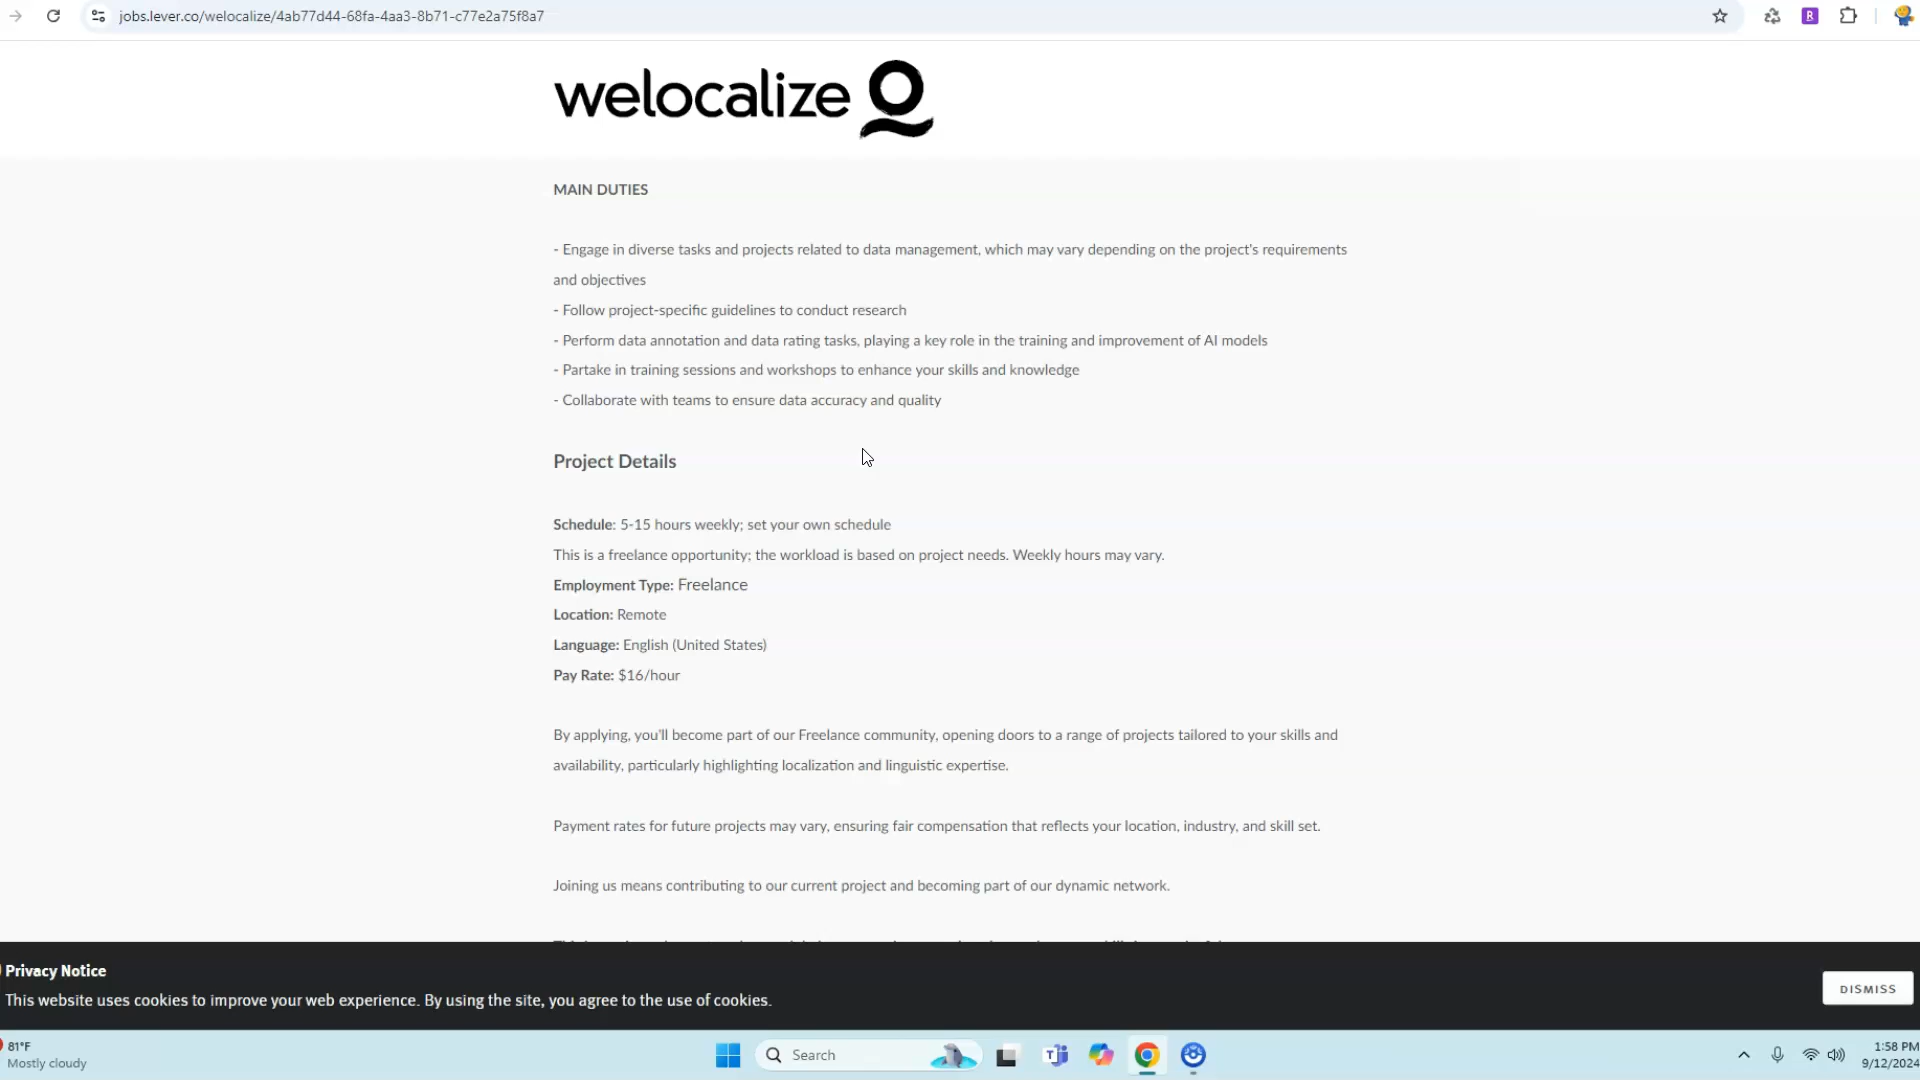 jobs.lever.co/welocalize/4ab77d44-68fa-4aa3-8b71-c77e2a75f8a7
R
welocalize
MAIN DUTIES
- Engage in diverse tasks and projects related to data management, which may vary depending on the project's requirements
and objectives
- Follow project-specific guidelines to conduct research
- Perform data annotation and data rating tasks, playing a key role in the training and improvement of AI models
- Partake in training sessions and workshops to enhance your skills and knowledge
- Collaborate with teams to ensure data accuracy and quality
Project Details
Schedule: 5-15 hours weekly; set your own schedule
This is a freelance opportunity; the workload is based on project needs. Weekly hours may vary.
Employment Type: Freelance
Location: Remote
Language: English (United States)
Pay Rate: $16/hour
By applying, you'll become part of our Freelance community, opening doors to a range of projects tailored to your skills and
availability, particularly highlighting localization and linguistic expertise.
Payment rates for future projects may vary, ensuring fair compensation that reflects your location, industry, and skill set.
Joining us means contributing to our current project and becoming part of our dynamic network.
Privacy Notice
This website uses cookies to improve your web experience. By using the site, you agree to the use of cookies.
DISMISS
81°F
Mostly cloudy
Search
1:58 PM
9/12/2024